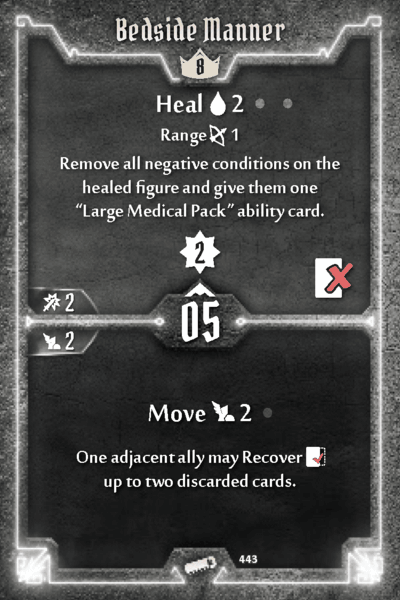 Bedside Manner
8
Heal 2
Range 1
Remove all negative conditions on the
healed figure and give them one
“Large Medical Pack” ability card.
2
2
05
2
Move 2
One adjacent ally may Recover
up to two discarded cards.
443